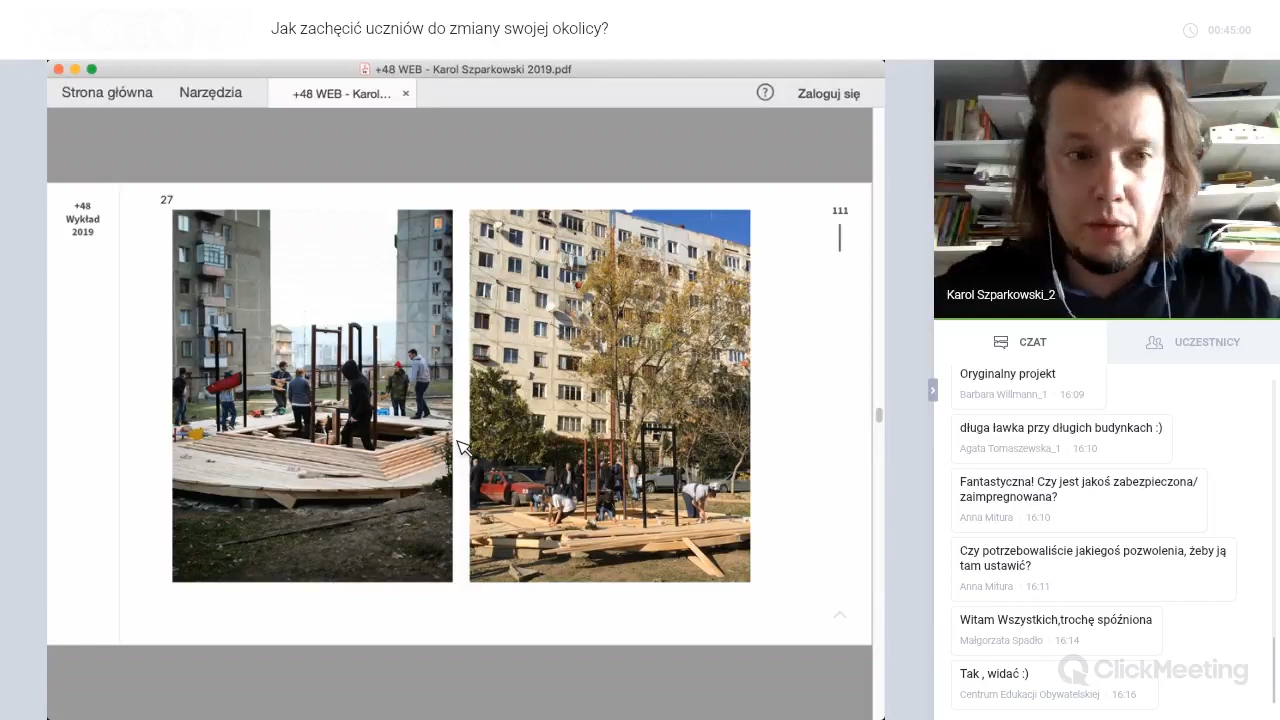 Jak zachęcić uczniów do zmiany swojej okolicy?
00:45:00
+48 WEB - Karol Szparkowski 2019.pdf
Strona główna
Narzędzia
+48 WEB - Karol... ×
Zaloguj się
+48
Wykład
2019
27
111
Karol Szparkowski_2
CZAT
UCZESTNICY
Oryginalny projekt
Barbara Willmann_1 · 16:09
długa ławka przy długich budynkach :)
Agata Tomaszewska_1 · 16:10
Fantastyczna! Czy jest jakoś zabezpieczona/
zaimpregnowana?
Anna Mitura · 16:10
Czy potrzebowaliście jakiegoś pozwolenia, żeby ją
tam ustawić?
Anna Mitura · 16:11
Witam Wszystkich,trochę spóźniona
Małgorzata Spadło · 16:14
Tak , widać :)
Centrum Edukacji Obywatelskiej · 16:16
ClickMeeting